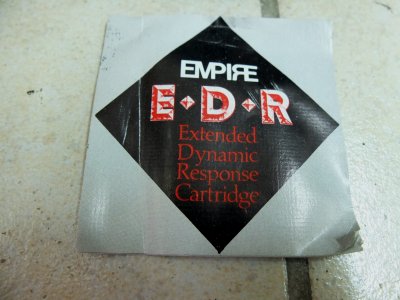 EMPIRE
E•D•R
Extended
Dynamic
Response
Cartridge